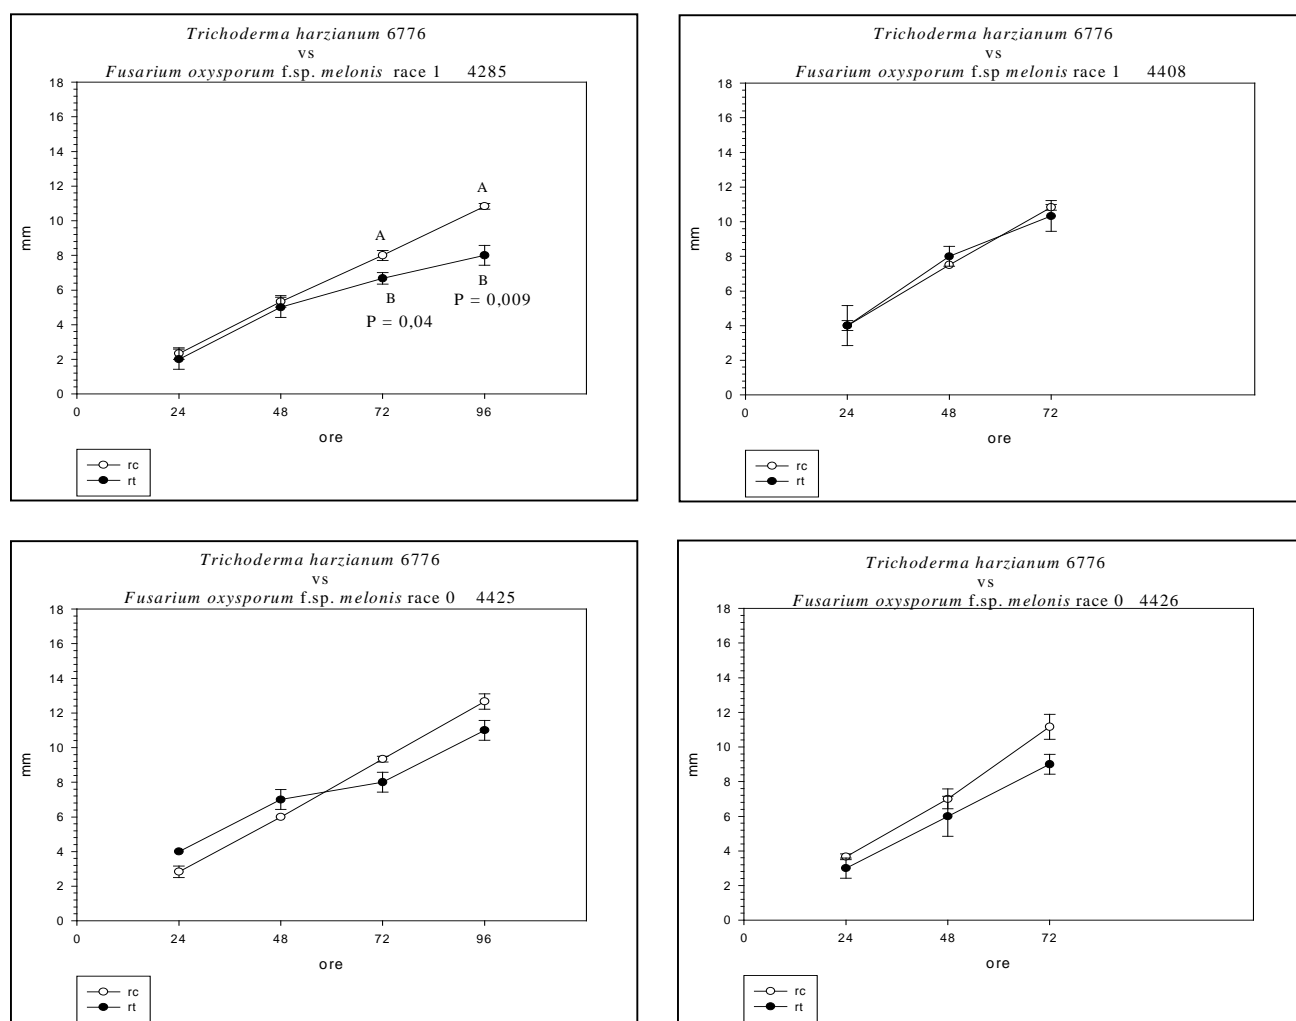 Trichoderma harzianum 6776
vs
Fusarium oxysporum f.sp. melonis race 1 4285
18
16
14
12
10
8
6
4
2
0
mm
A
A
B
B
P = 0,04
P = 0,009
0 24 48 72 96
ore
rc
rt
Trichoderma harzianum 6776
vs
Fusarium oxysporum f.sp melonis race 1 4408
18
16
14
12
10
8
6
4
2
0
mm
0 24 48 72
ore
rc
rt
Trichoderma harzianum 6776
vs
Fusarium oxysporum f.sp. melonis race 0 4425
18
16
14
12
10
8
6
4
2
0
mm
0 24 48 72 96
ore
rc
rt
Trichoderma harzianum 6776
vs
Fusarium oxysporum f.sp. melonis race 0 4426
18
16
14
12
10
8
6
4
2
0
mm
0 24 48 72
ore
rc
rt